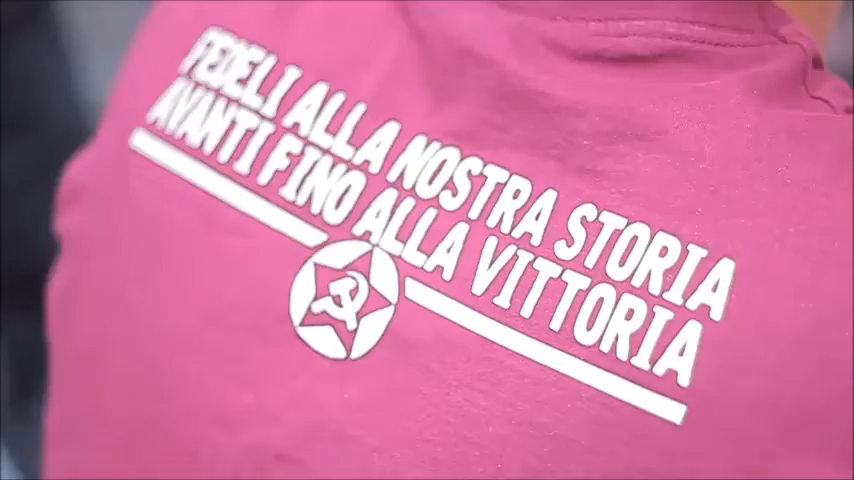 FEDELI ALLA NOSTRA STORIA
AVANTI FINO ALLA VITTORIA